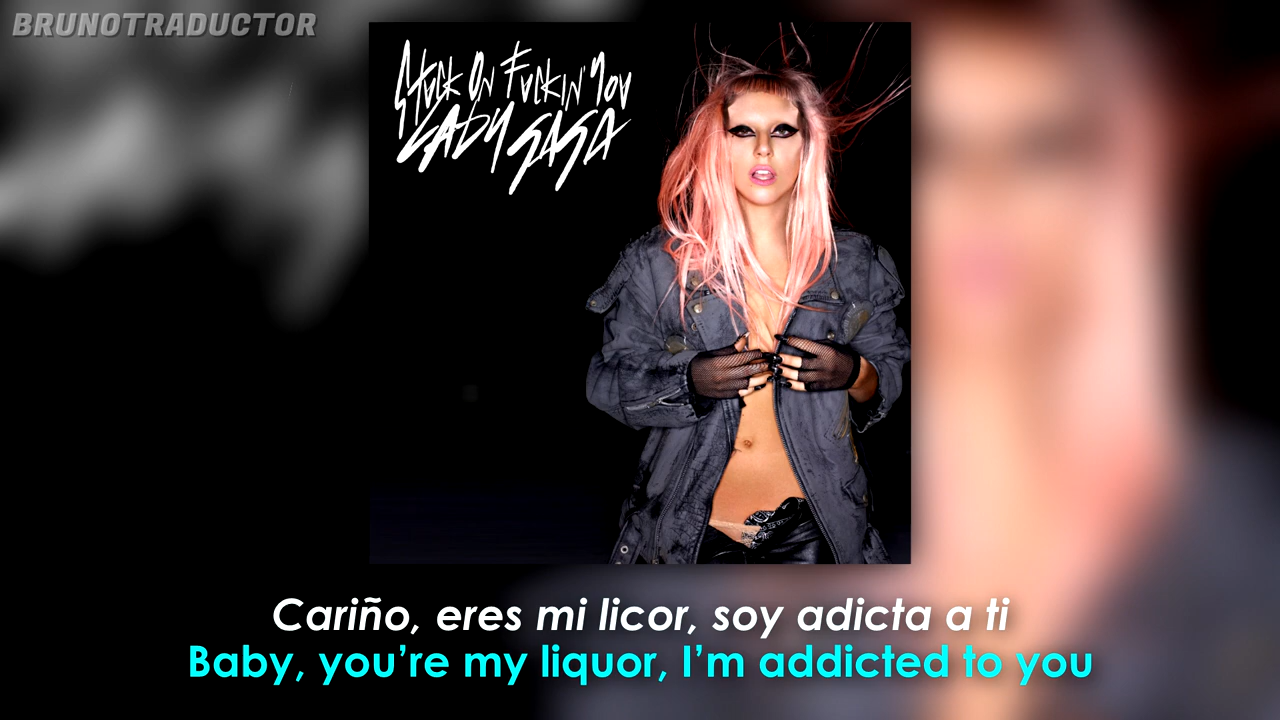 BRUNOTRADUCTOR
Stuck On Fuckin' You
LADY GAGA
Cariño, eres mi licor, soy adicta a ti
Baby, you’re my liquor, I’m addicted to you